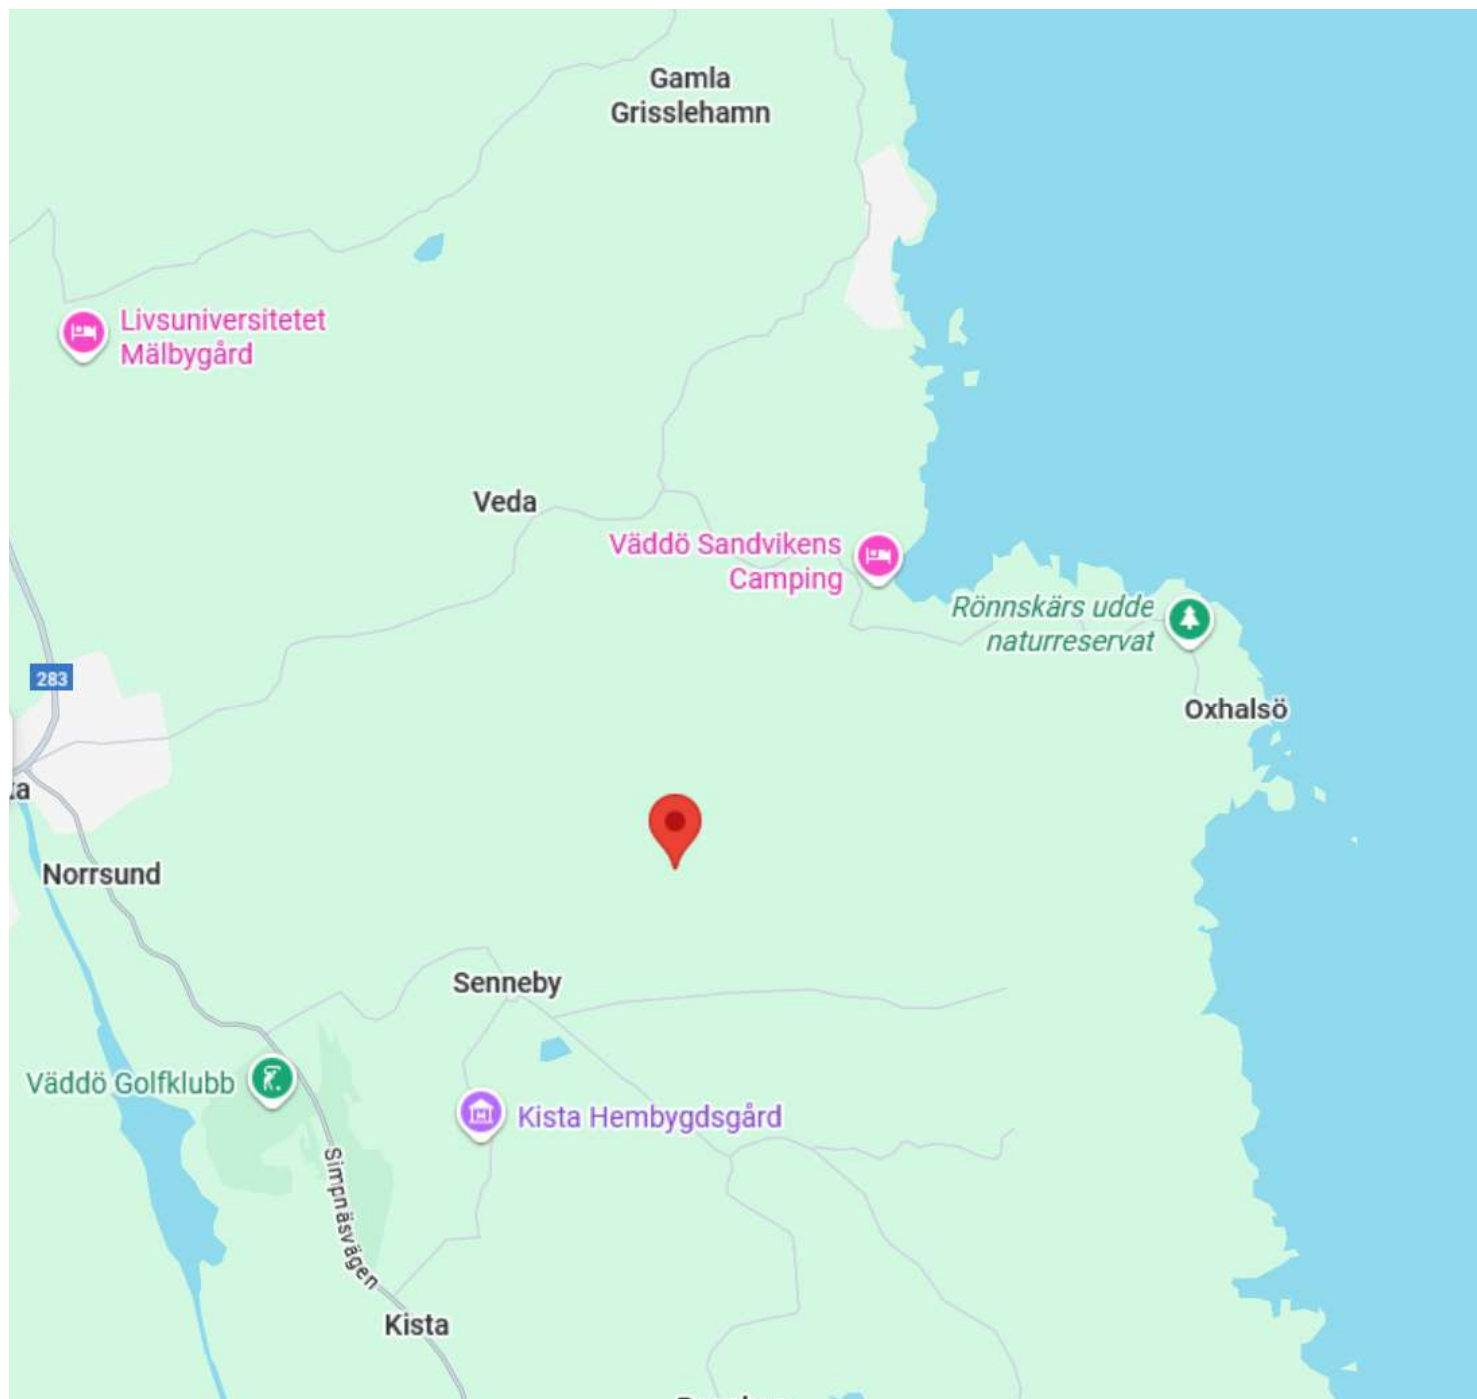 Gamla
Grisslehamn
Livsuniversitetet
Mälbygård
Veda
Väddö Sandvikens
Camping
Rönnskärs udde
naturreservat
283
Oxhalsö
ta
Norrsund
Senneby
Väddö Golfklubb
Kista Hembygdsgård
Simpnäsvägen
Kista